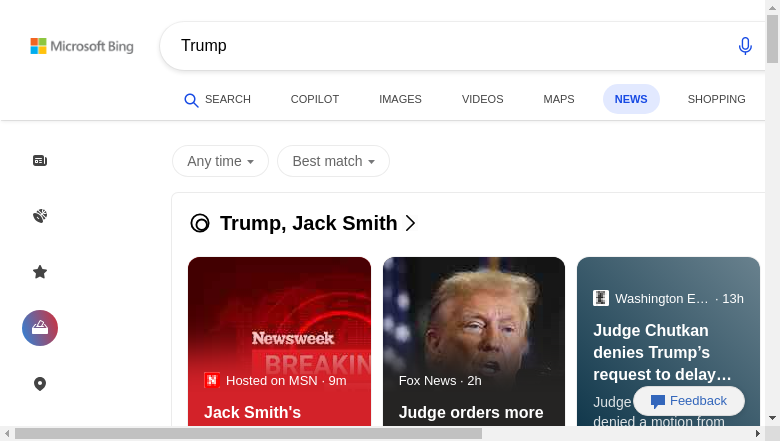 Microsoft Bing
Trump
SEARCH
COPILOT
IMAGES
VIDEOS
MAPS
NEWS
SHOPPING
Any time
Best match
Trump, Jack Smith
Newsweek
BREAKIN
Hosted on MSN · 9m
Jack Smith's
Fox News · 2h
Judge orders more
Washington E… · 13h
Judge Chutkan
denies Trump's
request to delay…
Judge
denied a motion from
Feedback